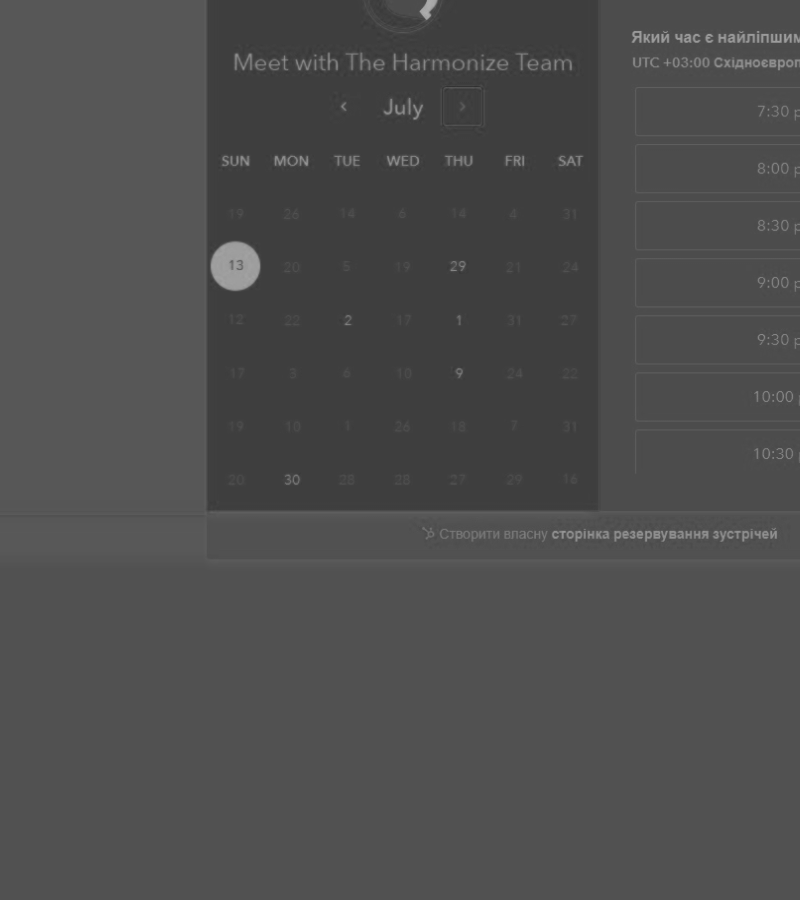 Meet with The Harmonize Team
‹ July ›
SUN MON TUE WED THU FRI SAT
19 26 14 6 14 4 31
13 20 5 19 29 21 24
12 22 2 17 1 31 27
17 3 6 10 9 24 22
19 10 1 26 18 7 31
20 30 28 28 27 29 16
Який час є найліпшим
UTC +03:00 Східноєвроп
7:30 p
8:00 p
8:30 p
9:00 p
9:30 p
10:00 p
10:30 p
Створити власну сторінка резервування зустрічей